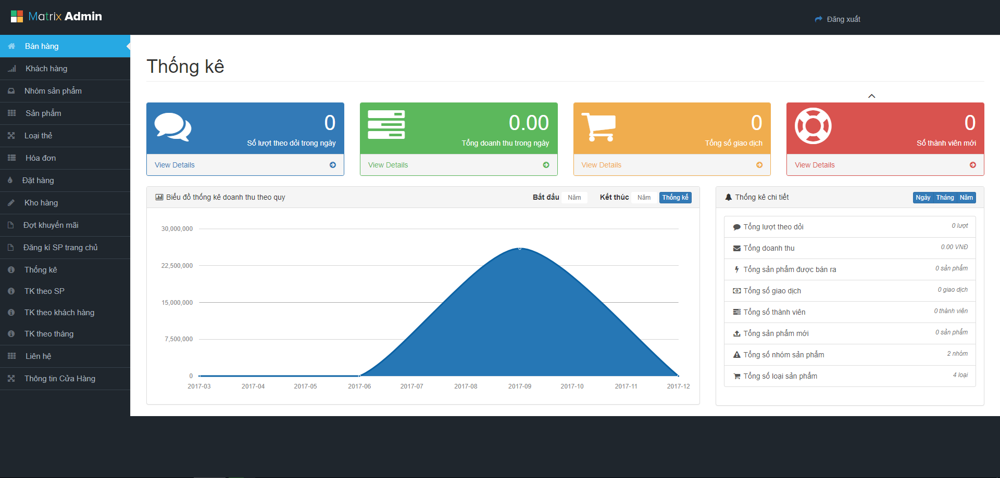 Matrix Admin
Đăng xuất
Bán hàng
Khách hàng
Nhóm sản phẩm
Sản phẩm
Loại thẻ
Hóa đơn
Đặt hàng
Kho hàng
Đợt khuyến mãi
Đăng kí SP trang chủ
Thống kê
TK theo SP
TK theo khách hàng
TK theo tháng
Liên hệ
Thông tin Cửa Hàng
Thống kê
0
Số lượt theo dỏi trong ngày
View Details
0.00
Tổng doanh thu trong ngày
View Details
0
Tổng số giao dịch
View Details
0
Số thành viên mới
View Details
Biểu đồ thống kê doanh thu theo quy
Bắt đầu Năm Kết thúc Năm Thống kê
30,000,000
22,500,000
15,000,000
7,500,000
0
2017-03 2017-04 2017-05 2017-06 2017-07 2017-08 2017-09 2017-10 2017-11 2017-12
Thống kê chi tiết
Ngày Tháng Năm
Tổng lượt theo dỏi 0 lượt
Tổng doanh thu 0.00 VNĐ
Tổng sản phẩm được bán ra 0 sản phẩm
Tổng số giao dịch 0 giao dịch
Tổng số thành viên 0 thành viên
Tổng sản phẩm mới 0 sản phẩm
Tổng số nhóm sản phẩm 2 nhóm
Tổng số loại sản phẩm 4 loại